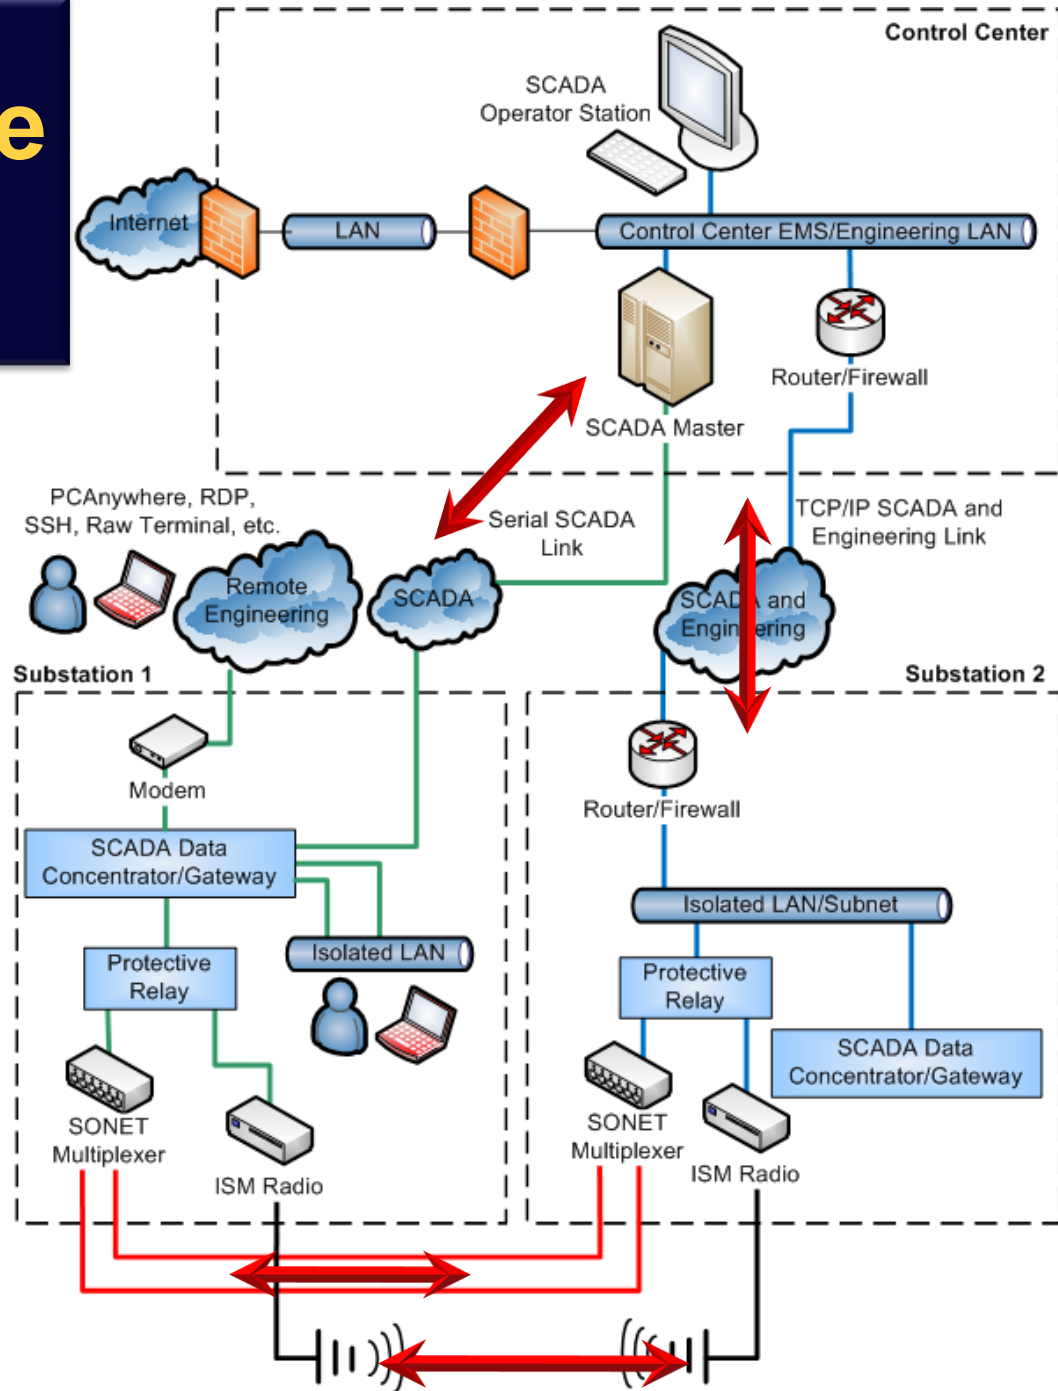 e
Control Center
SCADA
Operator Station
Internet
LAN
Control Center EMS/Engineering LAN
Router/Firewall
SCADA Master
PCAnywhere, RDP,
SSH, Raw Terminal, etc.
Serial SCADA
Link
TCP/IP SCADA and
Engineering Link
Remote
Engineering
SCADA
SCADA and
Engineering
Substation 1
Substation 2
Modem
Router/Firewall
SCADA Data
Concentrator/Gateway
Isolated LAN/Subnet
Isolated LAN
Protective
Relay
Protective
Relay
SCADA Data
Concentrator/Gateway
SONET
Multiplexer
SONET
Multiplexer
ISM Radio
ISM Radio